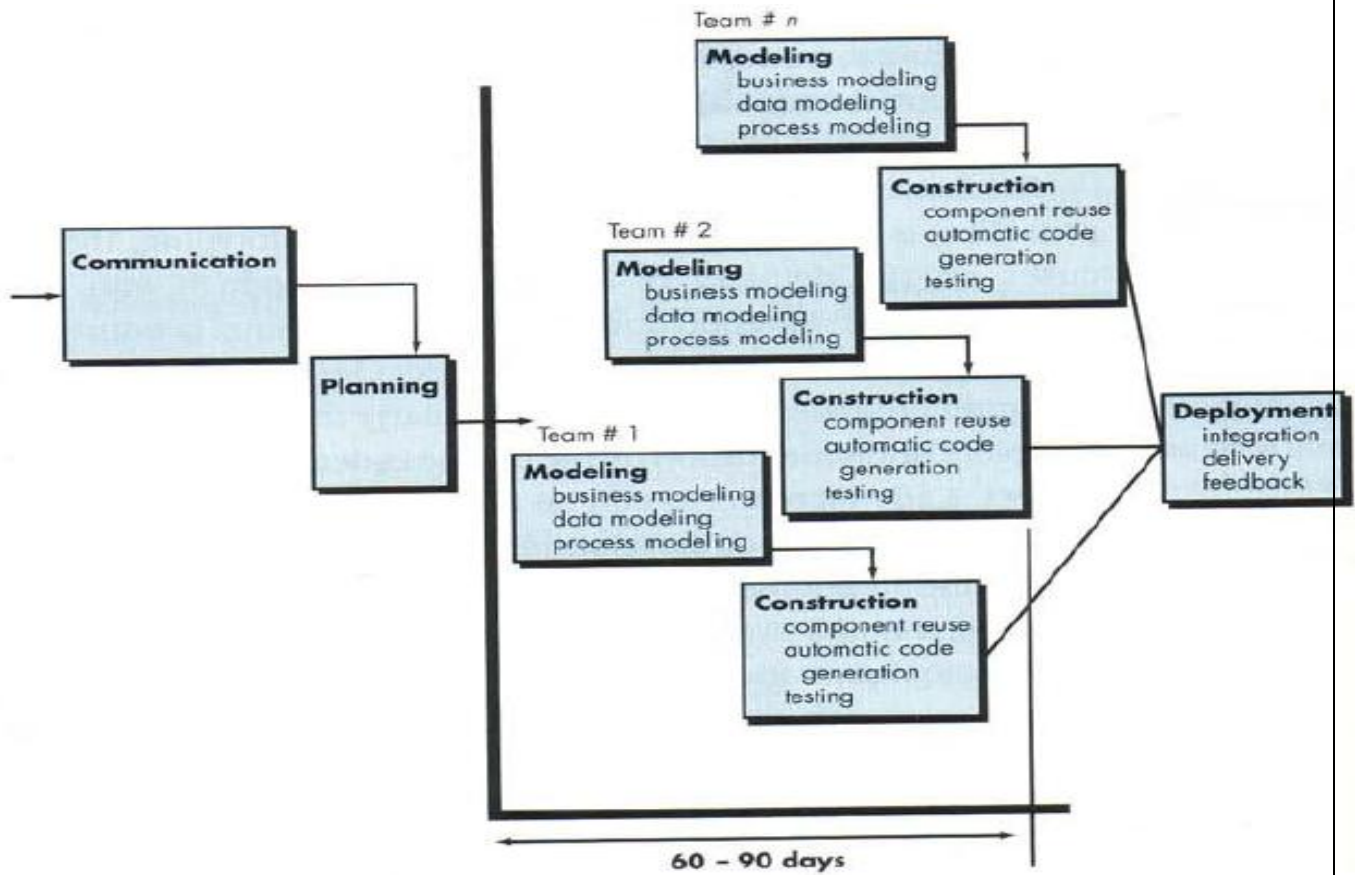 Team # n
Modeling
business modeling
data modeling
process modeling
Construction
component reuse
automatic code
generation
testing
Team # 2
Modeling
business modeling
data modeling
process modeling
Construction
component reuse
automatic code
generation
testing
Communication
Planning
Team # 1
Modeling
business modeling
data modeling
process modeling
Construction
component reuse
automatic code
generation
testing
Deployment
integration
delivery
feedback
60 – 90 days